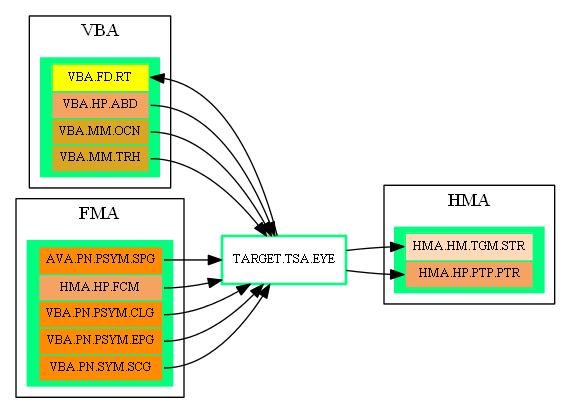 VBA
VBA.FD.RT
VBA.HP.ABD
VBA.MM.OCN
VBA.MM.TRH
FMA
AVA.PN.PSYM.SPG
HMA.HP.FCM
VBA.PN.PSYM.CLG
VBA.PN.PSYM.EPG
VBA.PN.SYM.SCG
TARGET.TSA.EYE
HMA
HMA.HM.TGM.STR
HMA.HP.PTP.PTR